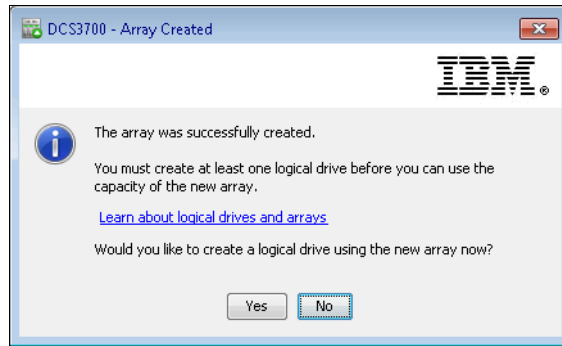 DCS3700 - Array Created
IBM®
The array was successfully created.
You must create at least one logical drive before you can use the
capacity of the new array.
Learn about logical drives and arrays
Would you like to create a logical drive using the new array now?
Yes
No